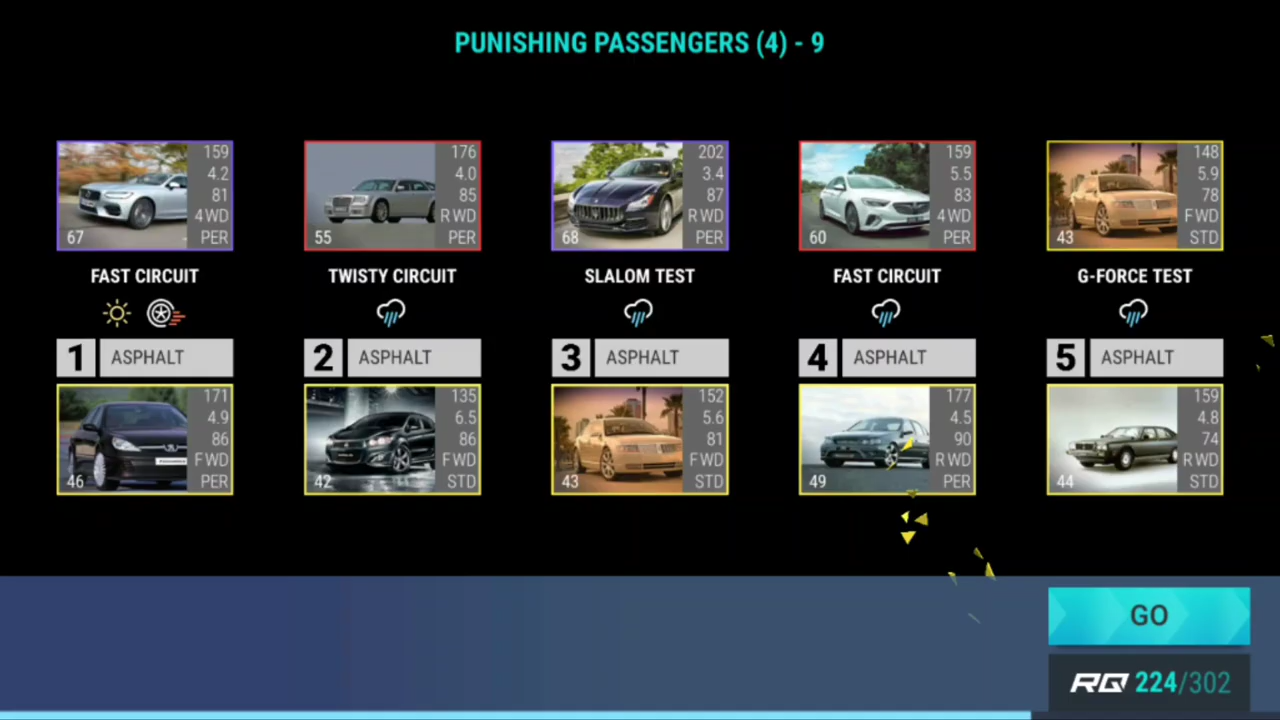 PUNISHING PASSENGERS (4) - 9
159
4.2
81
4WD
PER
67
176
4.0
85
RWD
PER
55
202
3.4
87
RWD
PER
68
159
5.5
83
4WD
PER
60
148
5.9
78
FWD
STD
43
FAST CIRCUIT
TWISTY CIRCUIT
SLALOM TEST
FAST CIRCUIT
G-FORCE TEST
1 ASPHALT
2 ASPHALT
3 ASPHALT
4 ASPHALT
5 ASPHALT
171
4.9
86
FWD
PER
46
135
6.5
86
FWD
STD
42
152
5.6
81
FWD
STD
43
177
4.5
90
RWD
PER
49
159
4.8
74
RWD
STD
44
GO
RQ 224/302